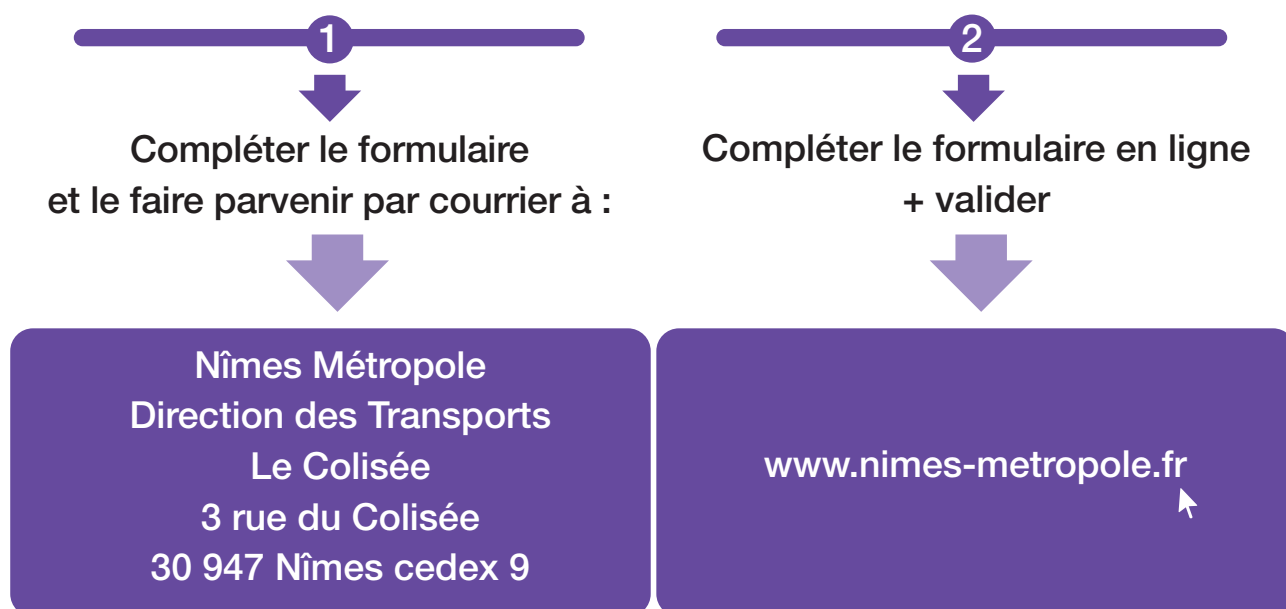 1
Compléter le formulaire
et le faire parvenir par courrier à :
Nîmes Métropole
Direction des Transports
Le Colisée
3 rue du Colisée
30 947 Nîmes cedex 9
2
Compléter le formulaire en ligne
+ valider
www.nimes-metropole.fr